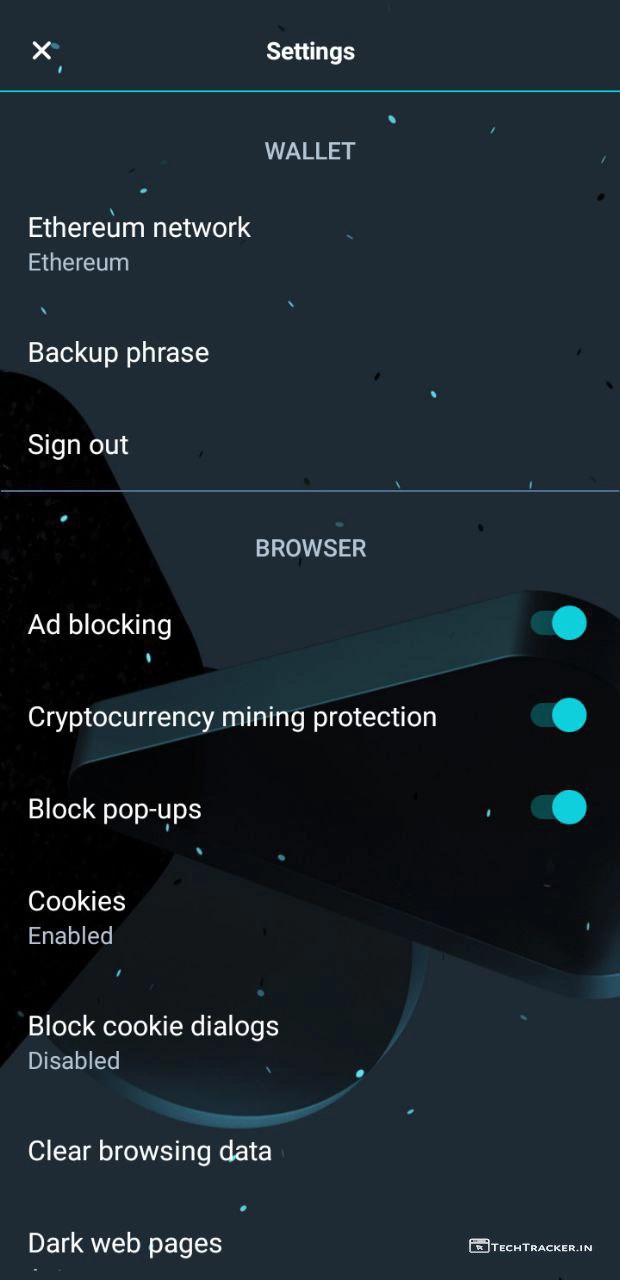 Settings
WALLET
Ethereum network
Ethereum
Backup phrase
Sign out
BROWSER
Ad blocking
Cryptocurrency mining protection
Block pop-ups
Cookies
Enabled
Block cookie dialogs
Disabled
Clear browsing data
Dark web pages
TECHTRACKER.IN